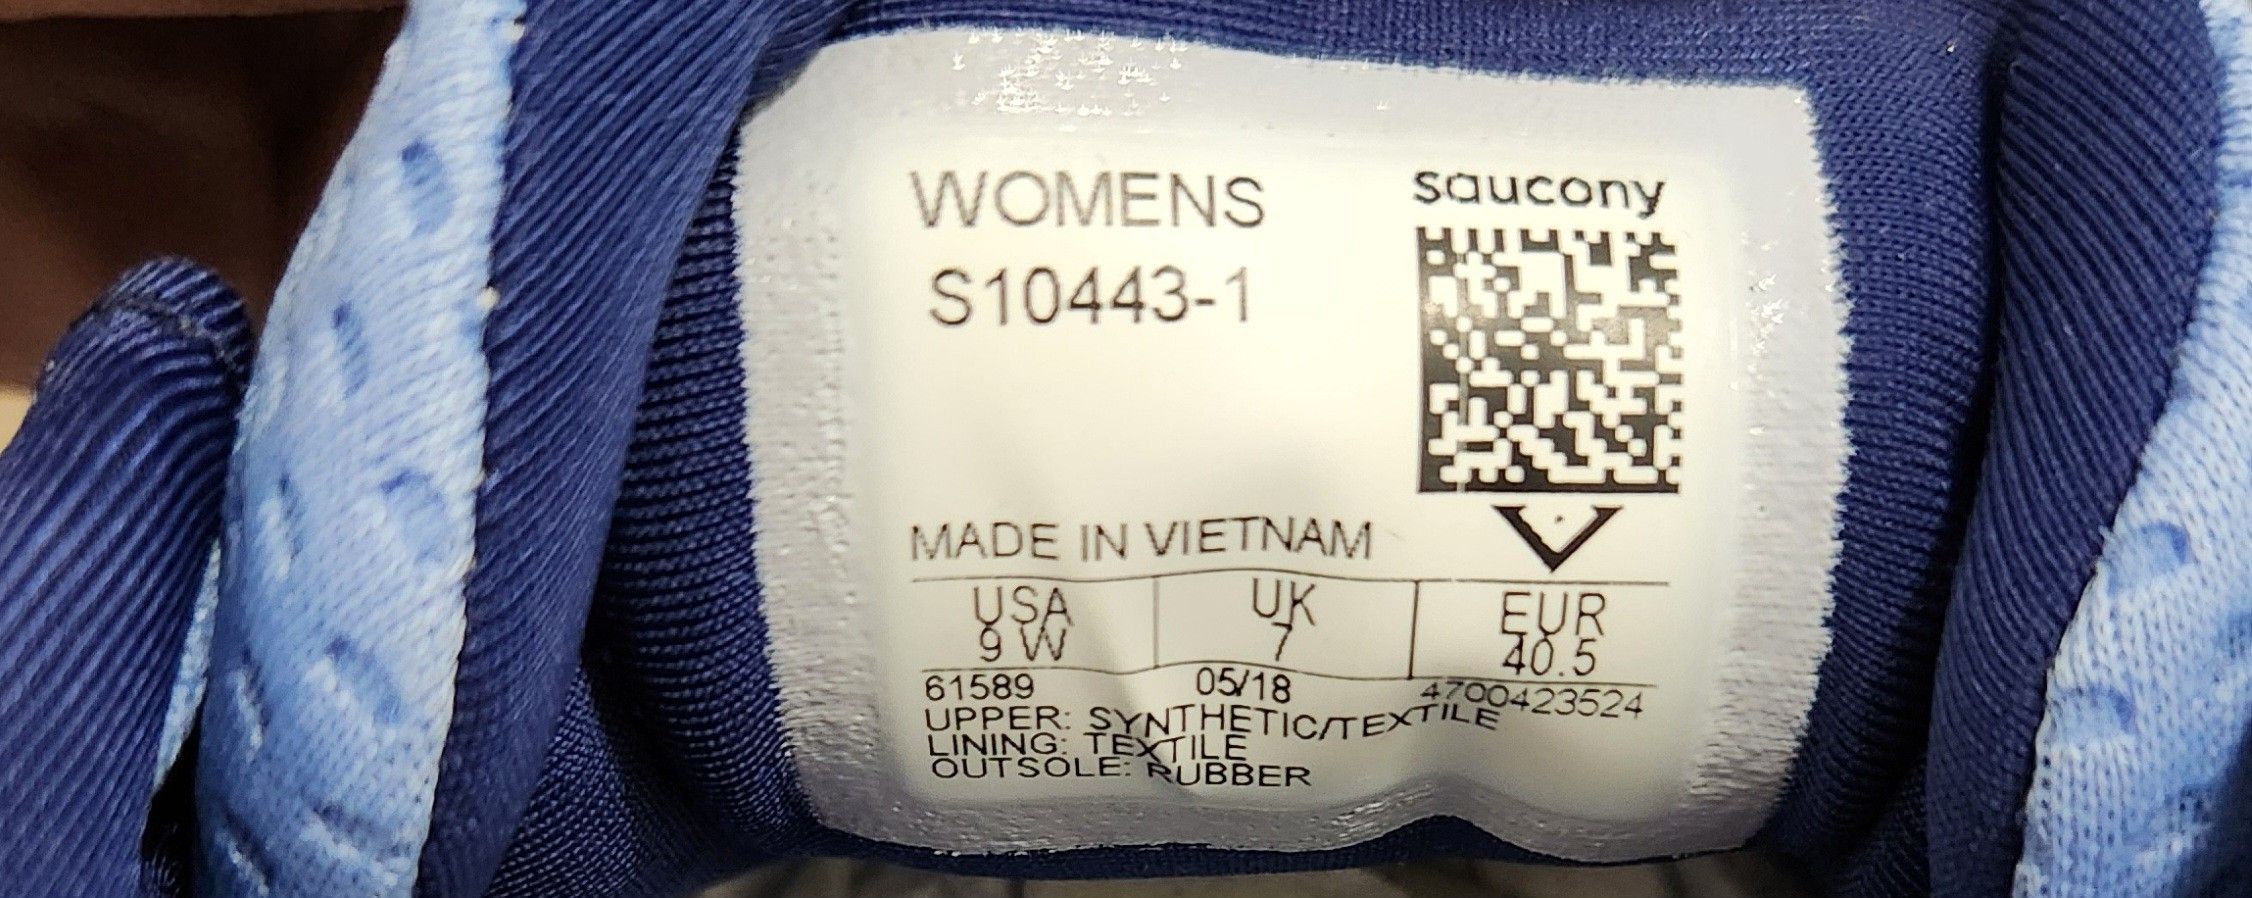 WOMENS
saucony
S10443-1
MADE IN VIETNAM
USA UK EUR
9 W 7 40.5
61589 05/18 4700423524
UPPER: SYNTHETIC/TEXTILE
LINING: TEXTILE
OUTSOLE: RUBBER